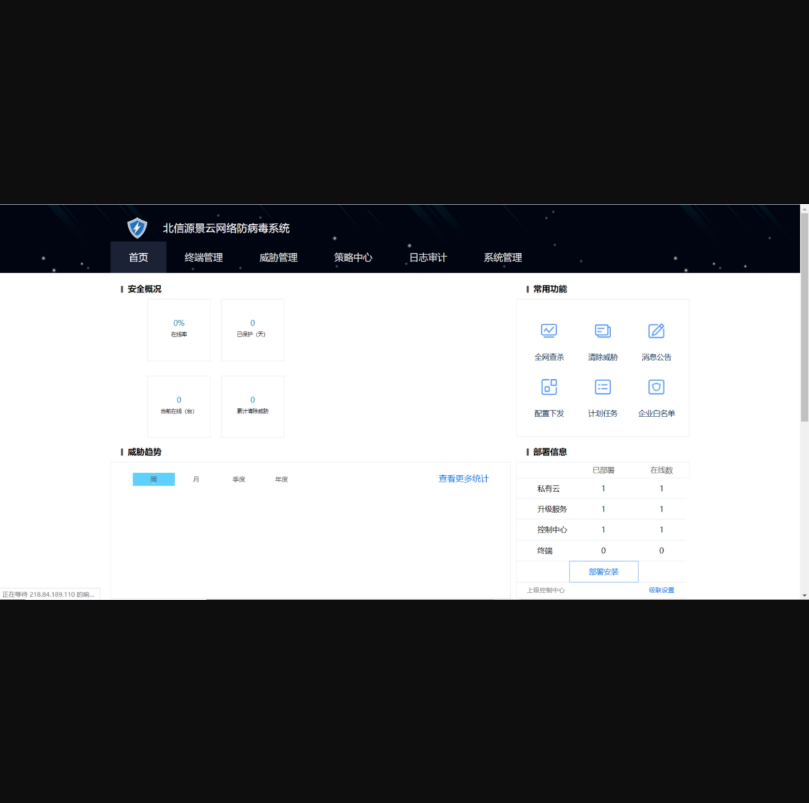 北信源景云网络防病毒系统
首页 终端管理 威胁管理 策略中心 日志审计 系统管理
安全概况
0% 0
在线率 已保护（天）
0 0
当前在线（台） 累计清除威胁
常用功能
全网查杀 清除威胁 消息公告
配置下发 计划任务 企业白名单
威胁趋势
周 月 季度 年度 查看更多统计
部署信息
已部署 在线数
私有云 1 1
升级服务 1 1
控制中心 1 1
终端 0 0
部署安装
上级控制中心 级联设置
正在等待 218.84.189.110 的响...